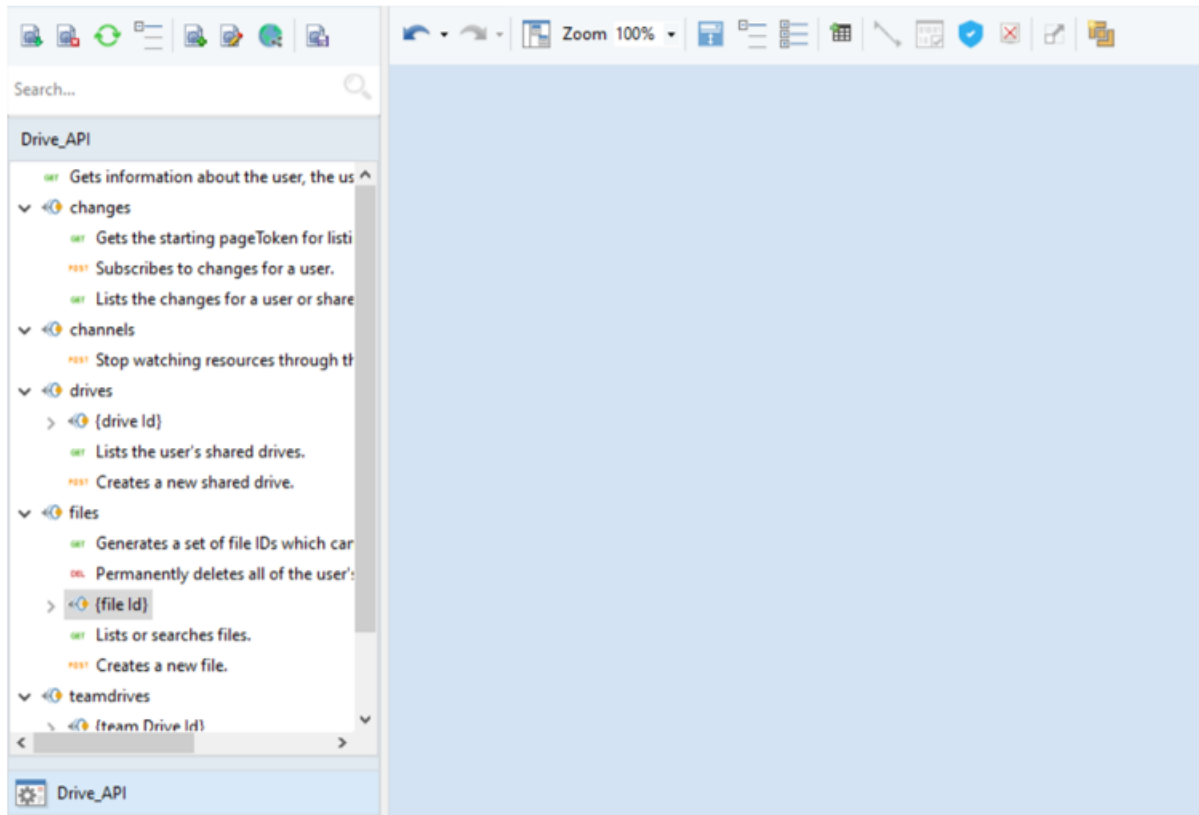 Zoom 100%
Search...
Drive_API
GET Gets information about the user, the us
changes
GET Gets the starting pageToken for listi
POST Subscribes to changes for a user.
GET Lists the changes for a user or share
channels
POST Stop watching resources through th
drives
{drive Id}
GET Lists the user's shared drives.
POST Creates a new shared drive.
files
GET Generates a set of file IDs which can
DEL Permanently deletes all of the user's
{file Id}
GET Lists or searches files.
POST Creates a new file.
teamdrives
{team Drive Id}
Drive_API